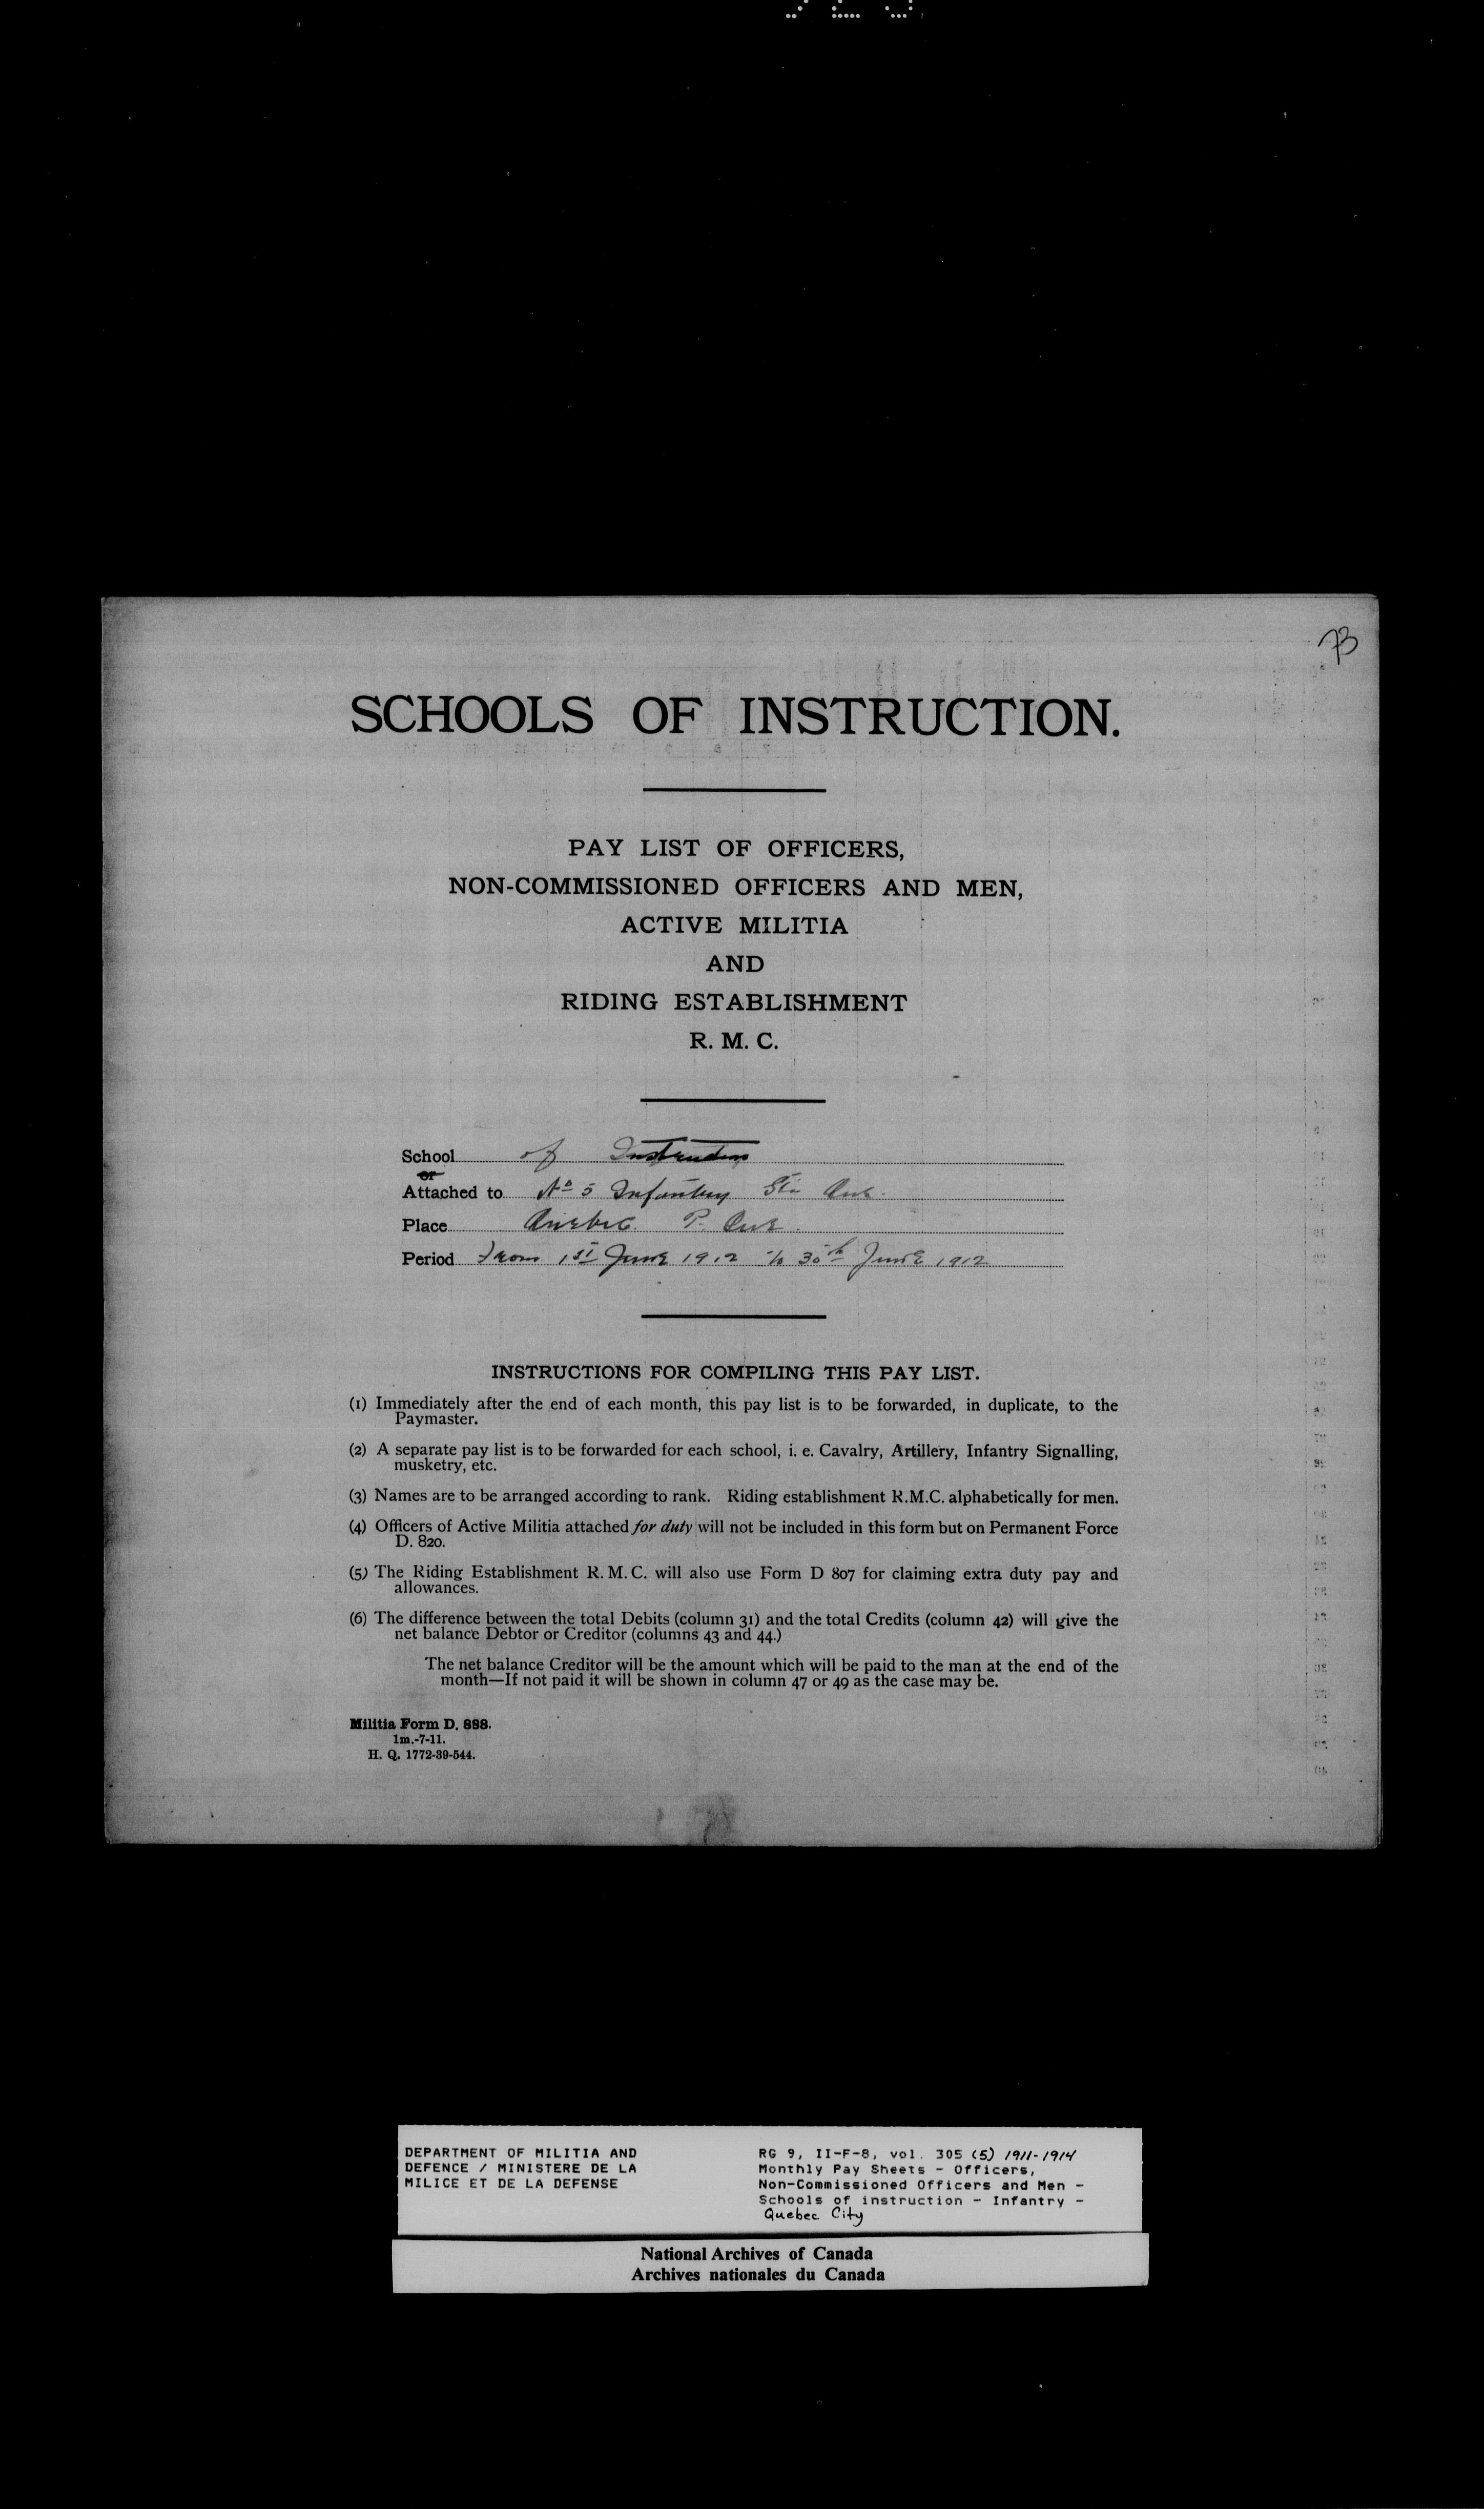 73
SCHOOLS OF INSTRUCTION.
PAY LIST OF OFFICERS,
NON-COMMISSIONED OFFICERS AND MEN,
ACTIVE MILITIA
AND
RIDING ESTABLISHMENT
R. M. C.
School of Instruction
or
Attached to No 5 Infantry Stn Que.
Place Quebec P. Que.
Period From 1st June 1912 to 30th June 1912
INSTRUCTIONS FOR COMPILING THIS PAY LIST.
(1) Immediately after the end of each month, this pay list is to be forwarded, in duplicate, to the
Paymaster.
(2) A separate pay list is to be forwarded for each school, i. e. Cavalry, Artillery, Infantry Signalling,
musketry, etc.
(3) Names are to be arranged according to rank. Riding establishment R.M.C. alphabetically for men.
(4) Officers of Active Militia attached for duty will not be included in this form but on Permanent Force
D. 820.
(5) The Riding Establishment R. M. C. will also use Form D 807 for claiming extra duty pay and
allowances.
(6) The difference between the total Debits (column 31) and the total Credits (column 42) will give the
net balance Debtor or Creditor (columns 43 and 44.)
The net balance Creditor will be the amount which will be paid to the man at the end of the
month—If not paid it will be shown in column 47 or 49 as the case may be.
Militia Form D. 888.
1m.-7-11.
H. Q. 1772-39-544.
DEPARTMENT OF MILITIA AND
DEFENCE / MINISTERE DE LA
MILICE ET DE LA DEFENSE
RG 9, II-F-8, vol. 305 (5) 1911-1914
Monthly Pay Sheets - Officers,
Non-Commissioned Officers and Men -
Schools of instruction - Infantry -
Quebec City
National Archives of Canada
Archives nationales du Canada